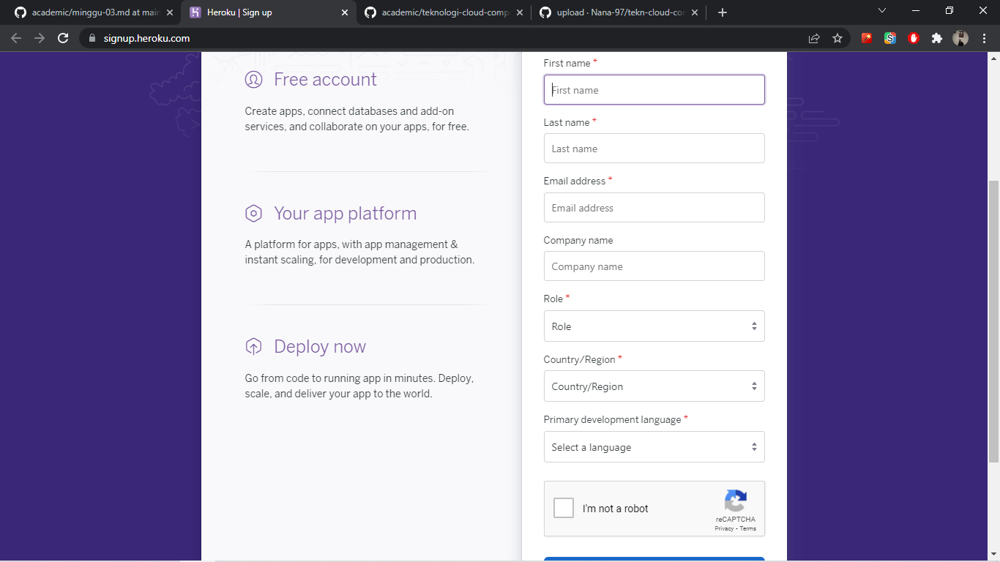 academic/minggu-03.md at main
Heroku | Sign up
academic/teknologi-cloud-comp
upload · Nana-97/tekn-cloud-co
signup.heroku.com
Free account
Create apps, connect databases and add-on
services, and collaborate on your apps, for free.
Your app platform
A platform for apps, with app management &
instant scaling, for development and production.
Deploy now
Go from code to running app in minutes. Deploy,
scale, and deliver your app to the world.
First name *
First name
Last name *
Last name
Email address *
Email address
Company name
Company name
Role *
Role
Country/Region *
Country/Region
Primary development language *
Select a language
I'm not a robot
reCAPTCHA
Privacy - Terms